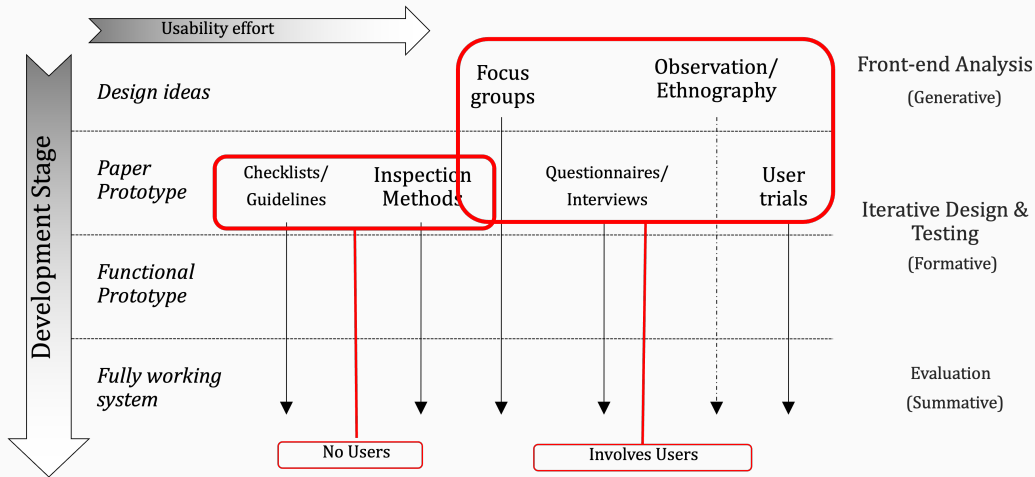 Usability effort
Development Stage
Design ideas
Focus
groups
Observation/
Ethnography
Front-end Analysis
(Generative)
Paper
Prototype
Checklists/
Guidelines
Inspection
Methods
Questionnaires/
Interviews
User
trials
Iterative Design &
Testing
(Formative)
Functional
Prototype
Fully working
system
Evaluation
(Summative)
No Users
Involves Users